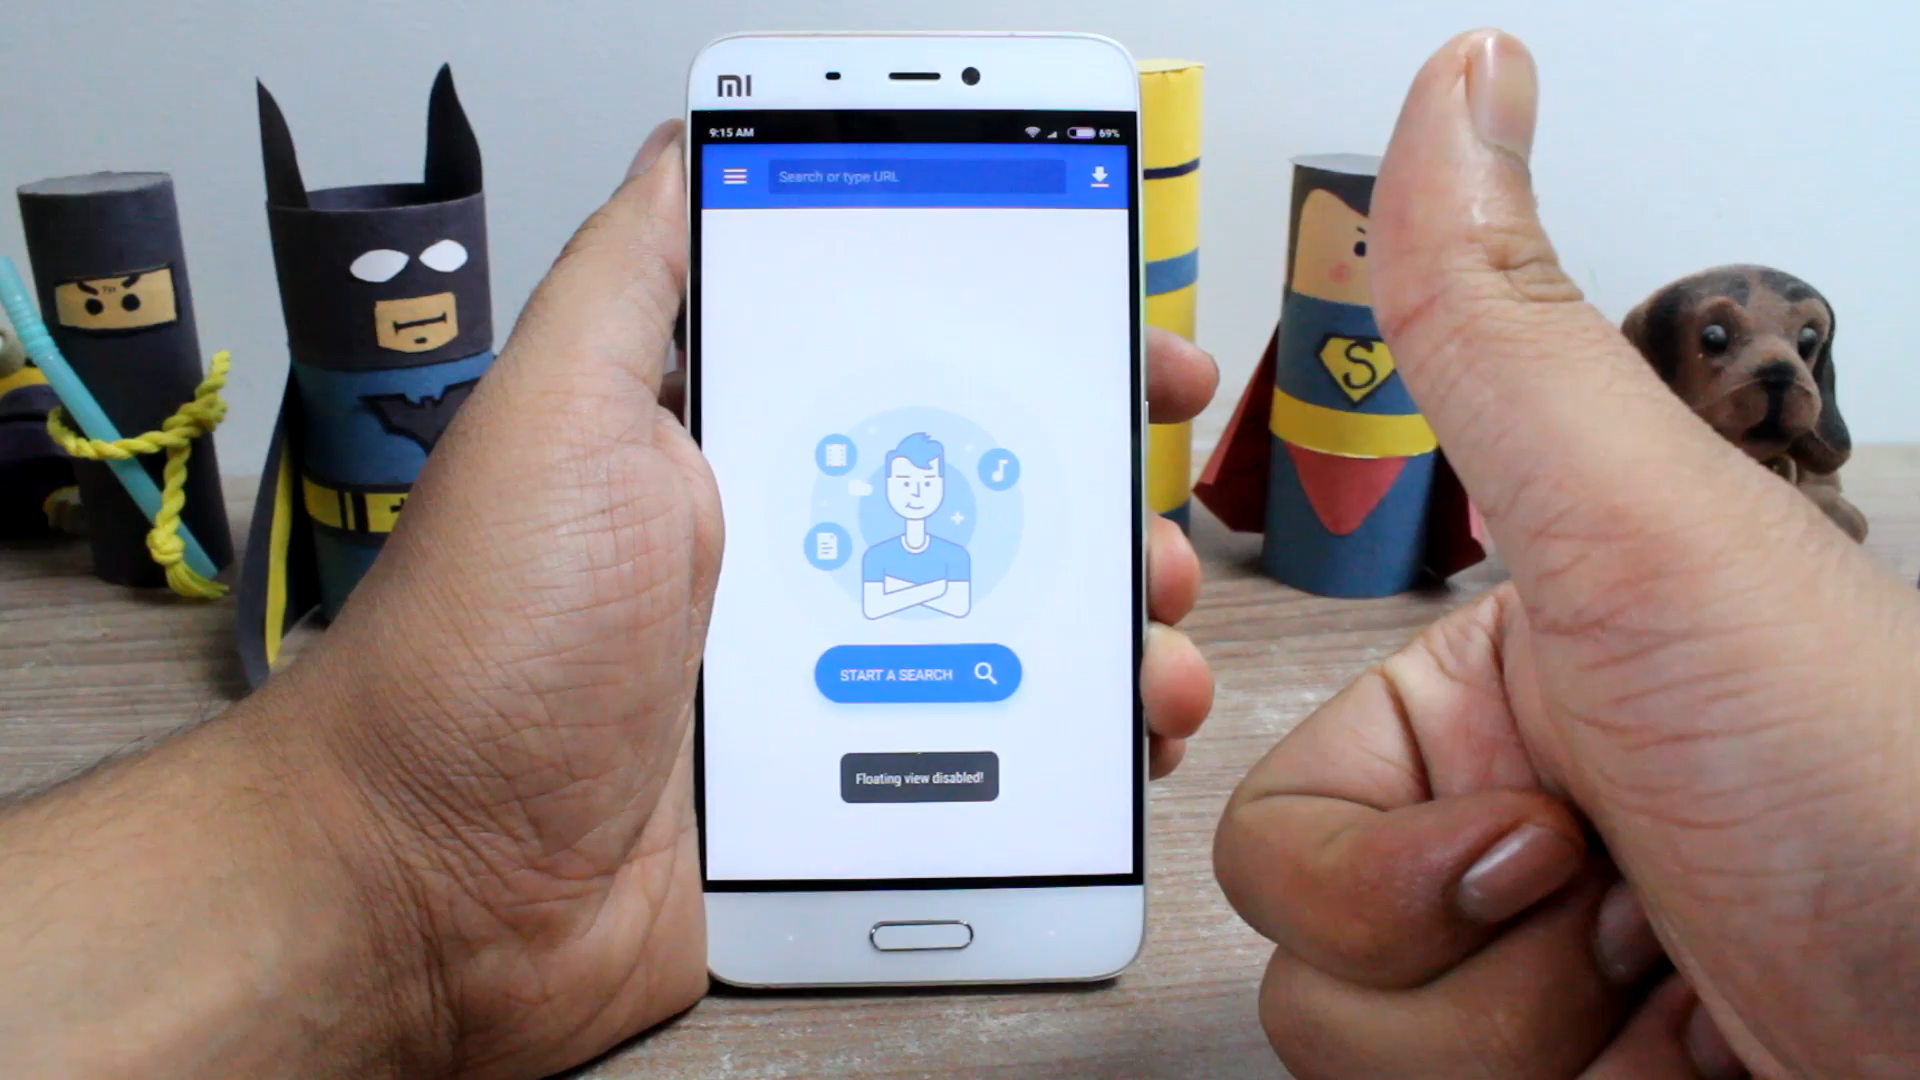 MI
9:15 AM
69%
Search or type URL
START A SEARCH
Floating view disabled!
S